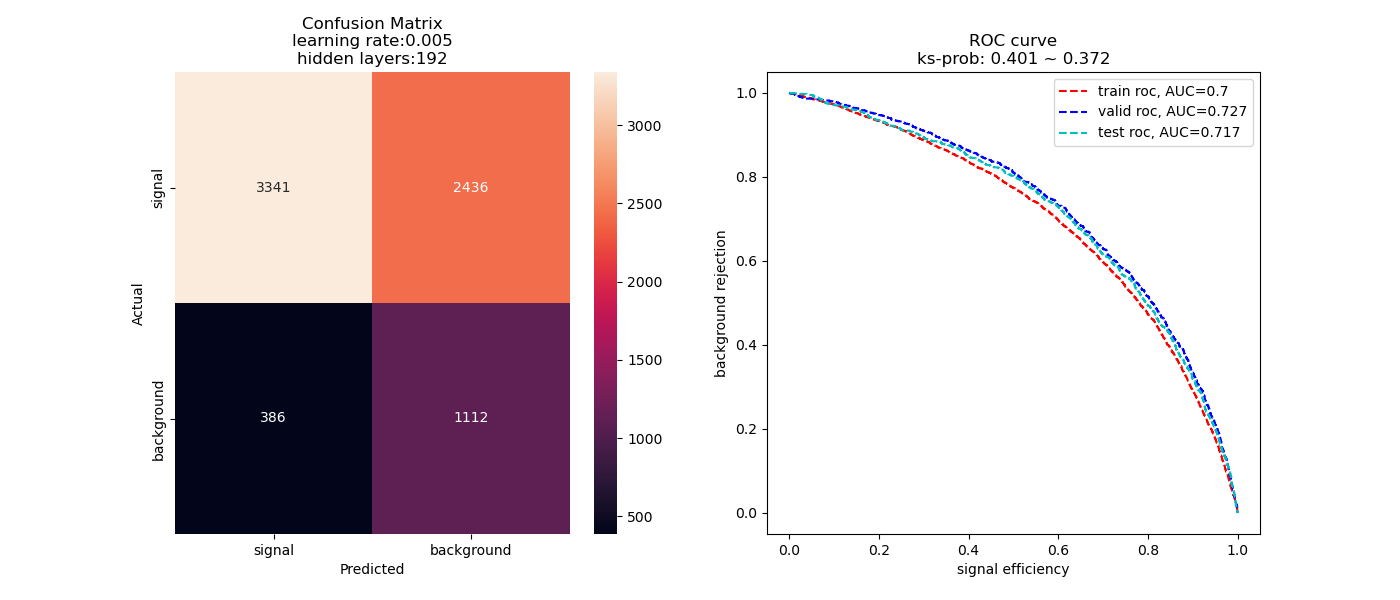 Confusion Matrix
learning rate:0.005
hidden layers:192
signal
background
Actual
3341
2436
386
1112
signal
background
Predicted
3000
2500
2000
1500
1000
500
ROC curve
ks-prob: 0.401 ~ 0.372
train roc, AUC=0.7
valid roc, AUC=0.727
test roc, AUC=0.717
background rejection
1.0
0.8
0.6
0.4
0.2
0.0
0.0
0.2
0.4
0.6
0.8
1.0
signal efficiency